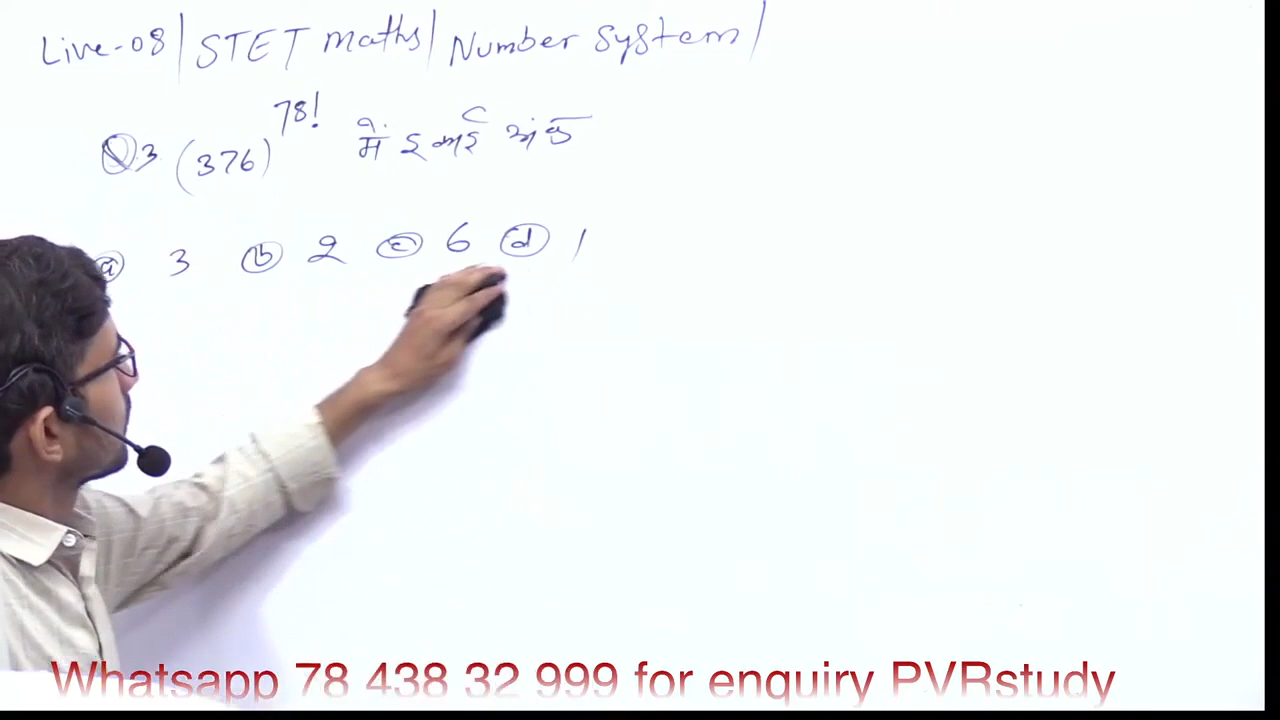 Live-08 / STET maths / Number System /
Q.3 (376)^78! में इकाई अंक
(a) 3 (b) 2 (c) 6 (d) 1
Whatsapp 78 438 32 999 for enquiry PVRstudy